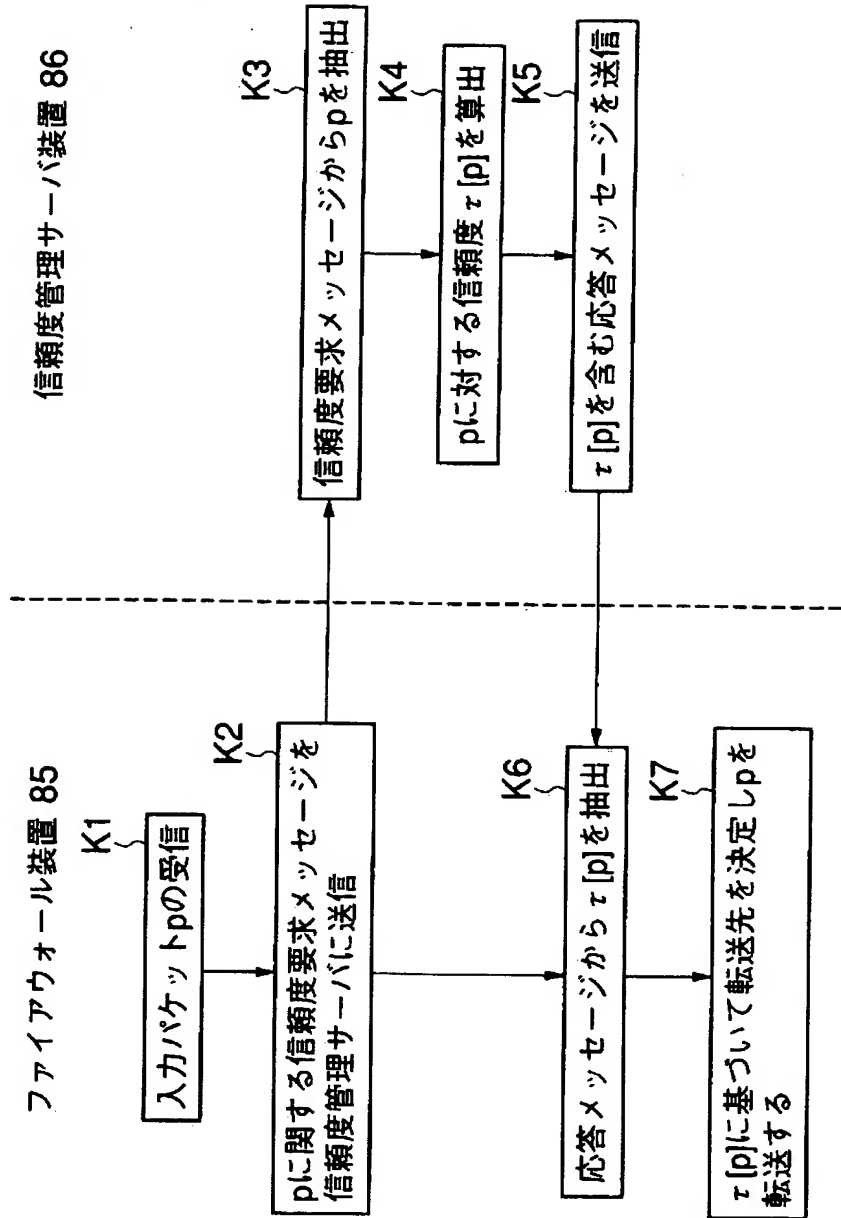 ファイアウォール装置 85
信頼度管理サーバ装置 86
K1
入力パケットpの受信
K2
pに関する信頼度要求メッセージを
信頼度管理サーバに送信
K3
信頼度要求メッセージからpを抽出
K4
pに対する信頼度 τ[p]を算出
K5
τ[p]を含む応答メッセージを送信
K6
応答メッセージから τ[p]を抽出
K7
τ[p]に基づいて転送先を決定しpを
転送する